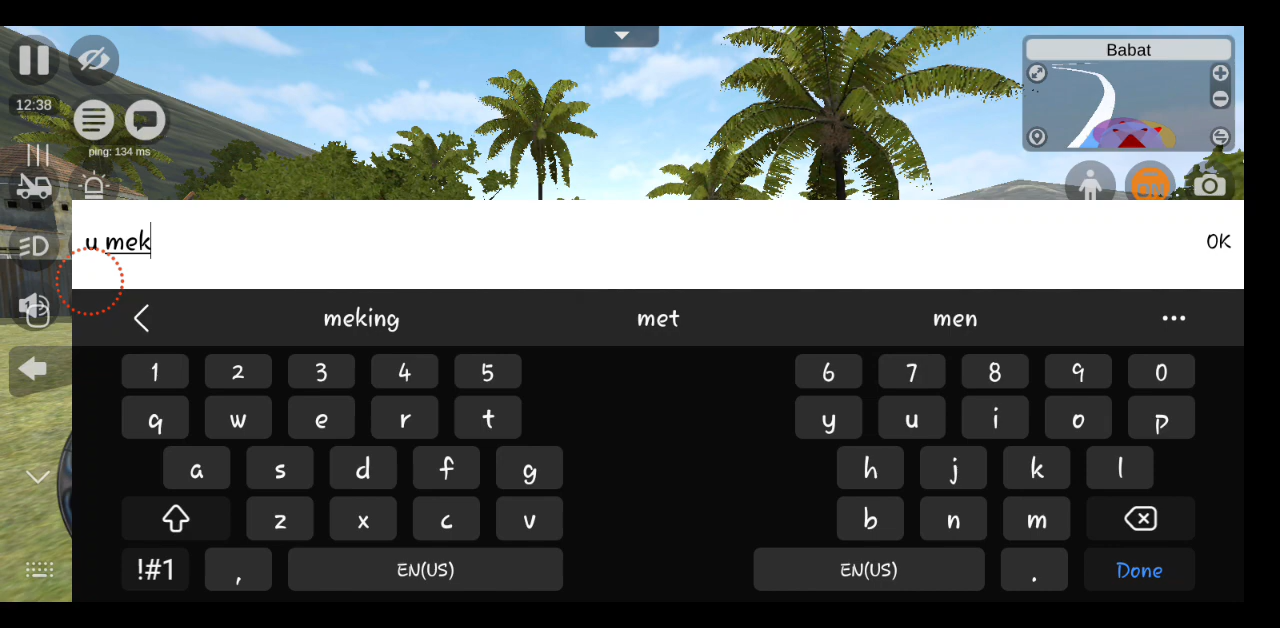 Babat
12:38
ping: 134 ms
ON
u mek
OK
meking met men •••
1 2 3 4 5 6 7 8 9 0
q w e r t y u i o p
a s d f g h j k l
z x c v b n m
!#1 , EN(US) EN(US) . Done